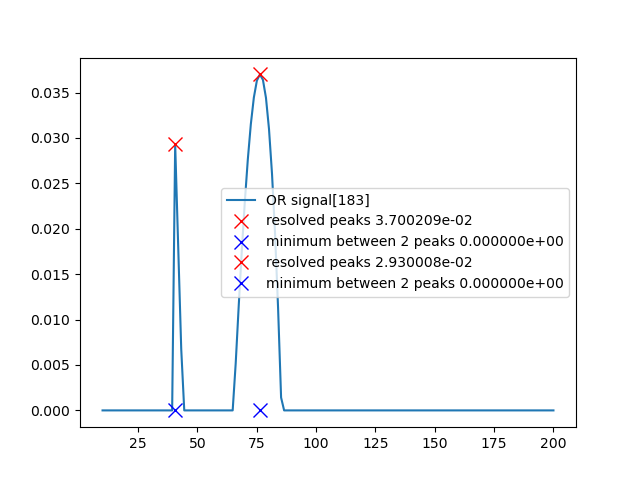 0.035
0.030
0.025
0.020
0.015
0.010
0.005
0.000
OR signal[183]
resolved peaks 3.700209e-02
minimum between 2 peaks 0.000000e+00
resolved peaks 2.930008e-02
minimum between 2 peaks 0.000000e+00
25 50 75 100 125 150 175 200